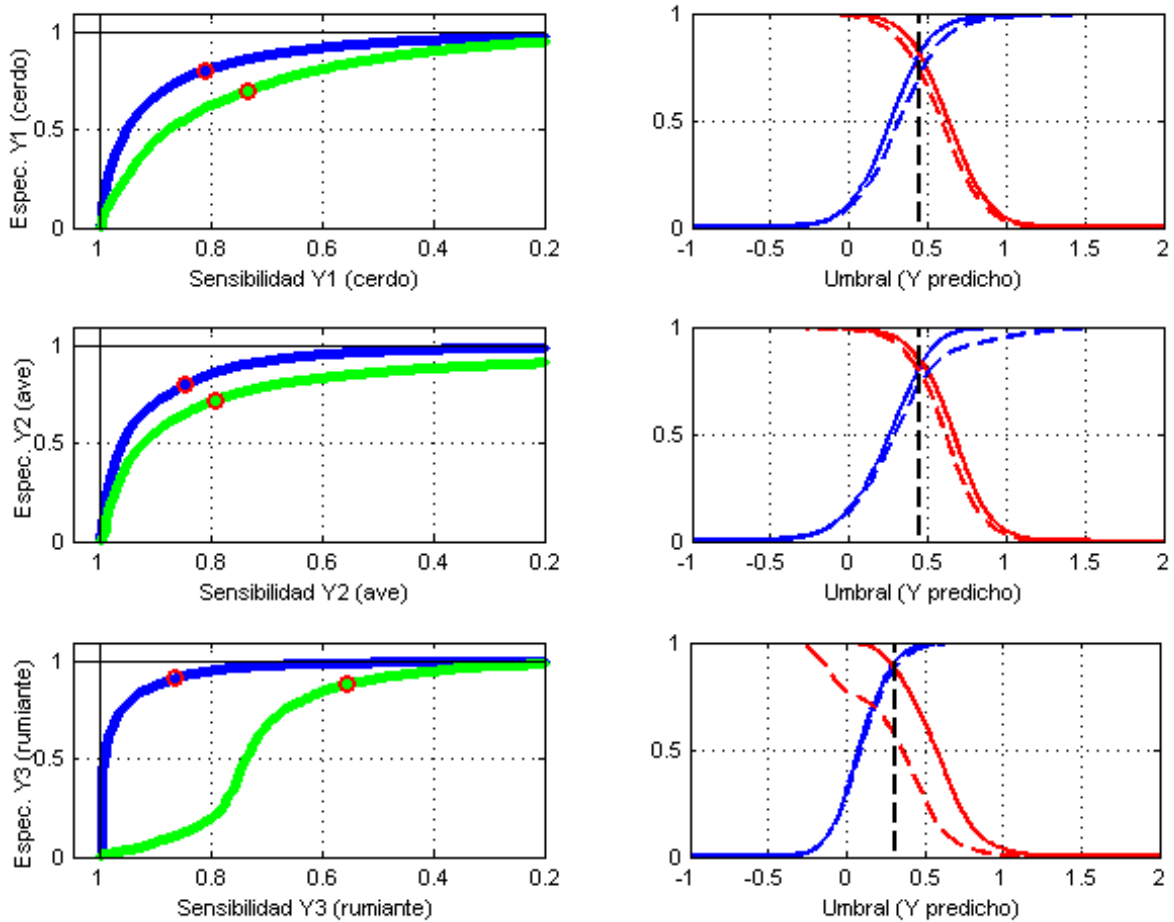 1
0.5
0
Espec. Y1 (cerdo)
1 0.8 0.6 0.4 0.2
Sensibilidad Y1 (cerdo)
1
0.5
0
-1 -0.5 0 0.5 1 1.5 2
Umbral (Y predicho)
1
0.5
0
Espec. Y2 (ave)
1 0.8 0.6 0.4 0.2
Sensibilidad Y2 (ave)
1
0.5
0
-1 -0.5 0 0.5 1 1.5 2
Umbral (Y predicho)
1
0.5
0
Espec. Y3 (rumiante)
1 0.8 0.6 0.4 0.2
Sensibilidad Y3 (rumiante)
1
0.5
0
-1 -0.5 0 0.5 1 1.5 2
Umbral (Y predicho)